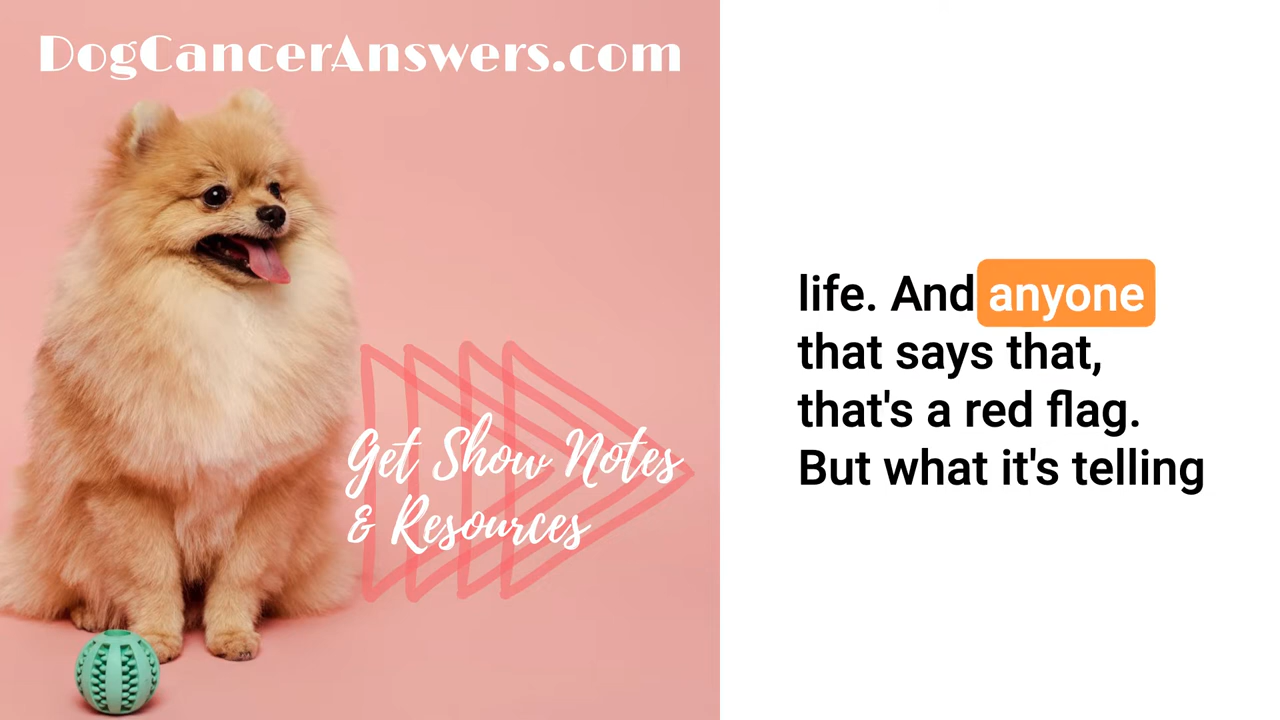 DogCancerAnswers.com
Get Show Notes
& Resources
life. And anyone
that says that,
that's a red flag.
But what it's telling